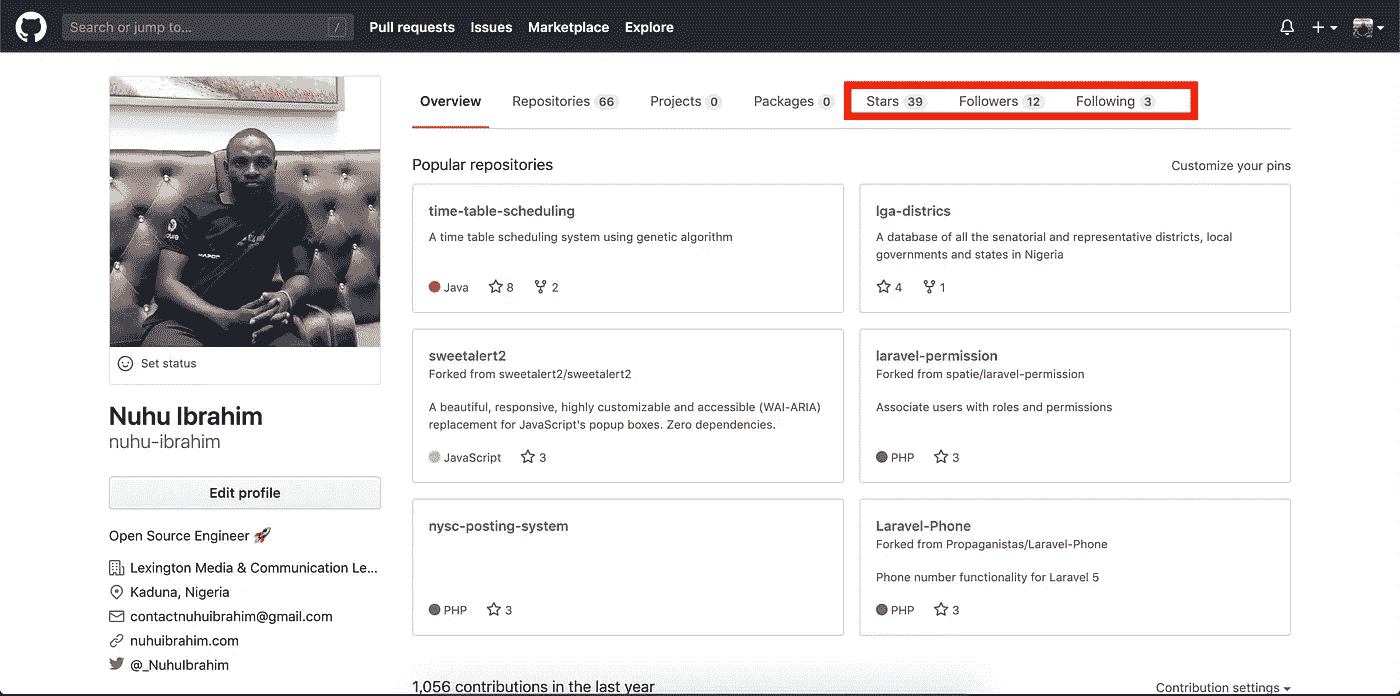 Search or jump to... /
Pull requests Issues Marketplace Explore
Overview Repositories 66 Projects 0 Packages 0 Stars 39 Followers 12 Following 3
Set status
Nuhu Ibrahim
nuhu-ibrahim
Edit profile
Open Source Engineer 🚀
Lexington Media & Communication Le...
Kaduna, Nigeria
contactnuhuibrahim@gmail.com
nuhuibrahim.com
@_NuhuIbrahim
Popular repositories
Customize your pins
time-table-scheduling
A time table scheduling system using genetic algorithm
Java 8 2
lga-districs
A database of all the senatorial and representative districts, local
governments and states in Nigeria
4 1
sweetalert2
Forked from sweetalert2/sweetalert2
A beautiful, responsive, highly customizable and accessible (WAI-ARIA)
replacement for JavaScript's popup boxes. Zero dependencies.
JavaScript 3
laravel-permission
Forked from spatie/laravel-permission
Associate users with roles and permissions
PHP 3
nysc-posting-system
PHP 3
Laravel-Phone
Forked from Propaganistas/Laravel-Phone
Phone number functionality for Laravel 5
PHP 3
1,056 contributions in the last year
Contribution settings